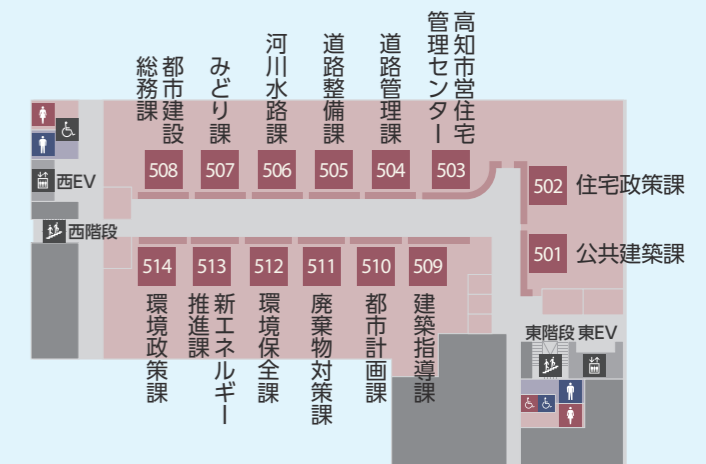 高知市営住宅
管理センター
道路管理課
道路整備課
河川水路課
みどり課
都市建設
総務課
508
507
506
505
504
503
502 住宅政策課
501 公共建築課
西EV
西階段
514
513
512
511
510
509
環境政策課
新エネルギー
推進課
環境保全課
廃棄物対策課
都市計画課
建築指導課
東階段
東EV